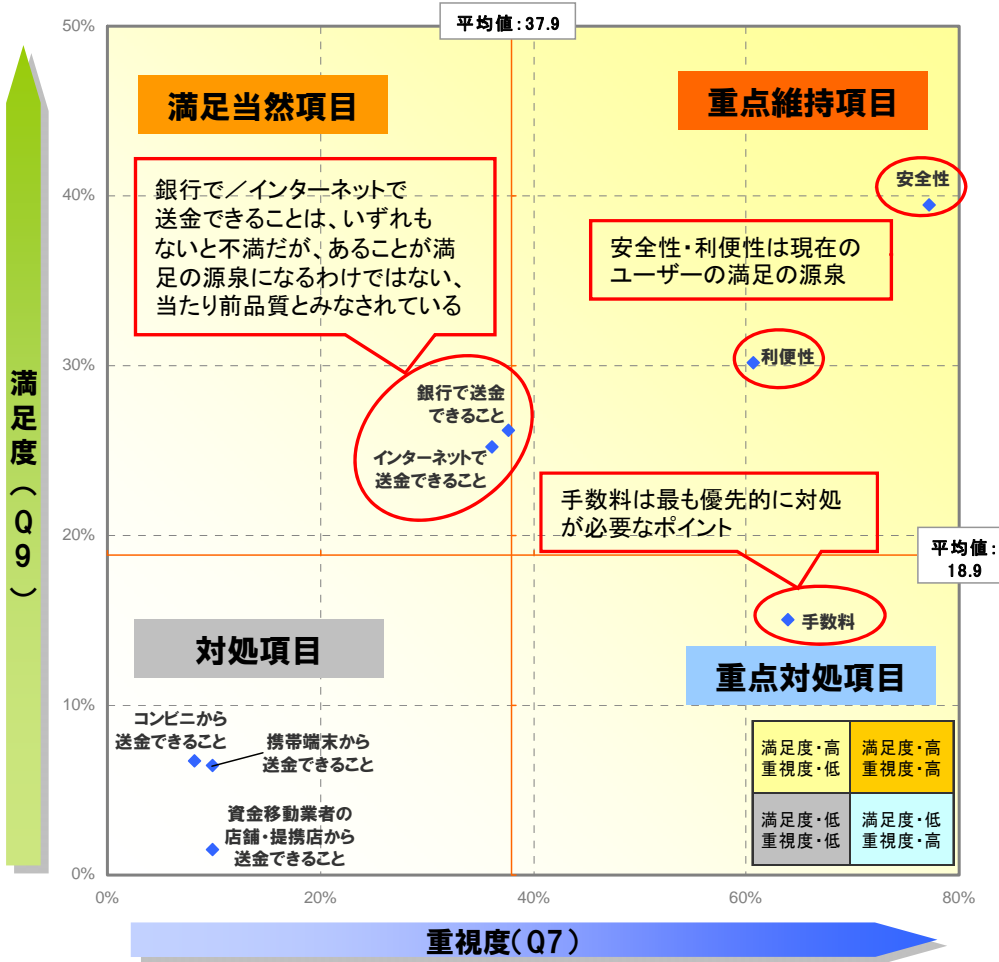 平均値:37.9
50%
満足当然項目
重点維持項目
銀行で/インターネットで
送金できることは、いずれも
ないと不満だが、あることが満
足の源泉になるわけではない、
当たり前品質とみなされている
安全性
40%
安全性・利便性は現在の
ユーザーの満足の源泉
利便性
30%
満足度(Q9)
銀行で送金
できること
インターネットで
送金できること
手数料は最も優先的に対処
が必要なポイント
20%
平均値:
18.9
手数料
対処項目
重点対処項目
10%
コンビニから
送金できること
携帯端末から
送金できること
資金移動業者の
店舗・提携店から
送金できること
満足度・高
重視度・低
満足度・高
重視度・高
満足度・低
重視度・低
満足度・低
重視度・高
0%
0%
20%
40%
60%
80%
重視度(Q7)